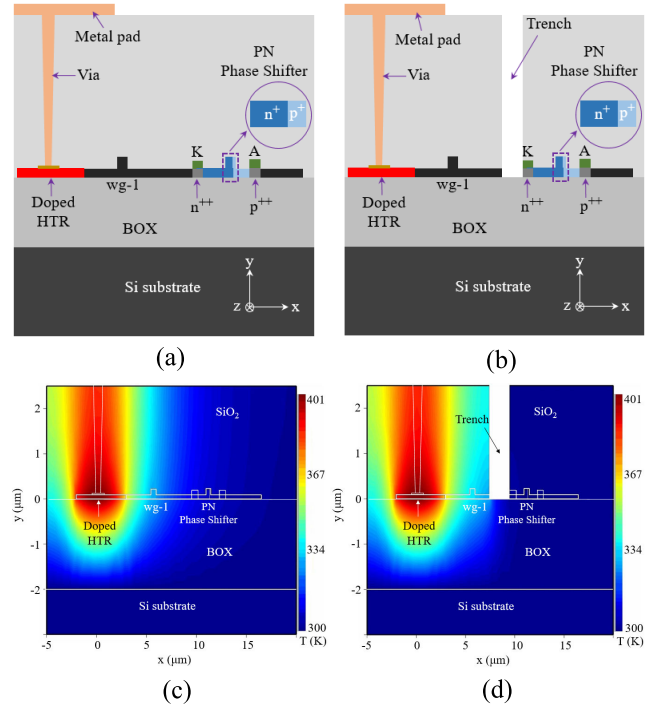 Metal pad
Via
PN
Phase Shifter
n⁺ p⁺
K
A
wg-1
Doped
HTR
n⁺⁺
p⁺⁺
BOX
Si substrate
y
z
x
(a)
Metal pad
Trench
Via
PN
Phase Shifter
n⁺ p⁺
K
A
wg-1
Doped
HTR
n⁺⁺
p⁺⁺
BOX
Si substrate
y
z
x
(b)
2
1
0
-1
-2
y (μm)
SiO₂
wg-1
PN
Phase Shifter
Doped
HTR
BOX
Si substrate
-5 0 5 10 15
x (μm)
401
367
334
300
T (K)
(c)
2
1
0
-1
-2
y (μm)
SiO₂
Trench
wg-1
PN
Phase Shifter
Doped
HTR
BOX
Si substrate
-5 0 5 10 15 20
x (μm)
401
367
334
300
T (K)
(d)